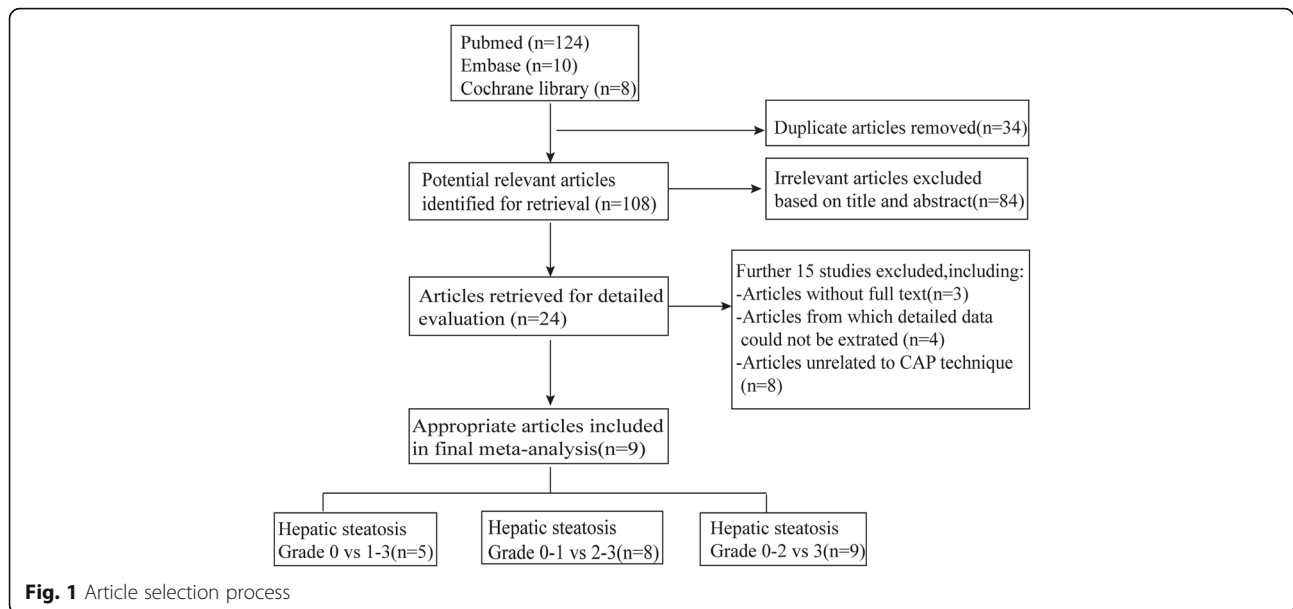 Pubmed (n=124)
Embase (n=10)
Cochrane library (n=8)
Duplicate articles removed(n=34)
Potential relevant articles
identified for retrieval (n=108)
Irrelevant articles excluded
based on title and abstract(n=84)
Articles retrieved for detailed
evaluation (n=24)
Further 15 studies excluded,including:
-Articles without full text(n=3)
-Articles from which detailed data
could not be extrated (n=4)
-Articles unrelated to CAP technique
(n=8)
Appropriate articles included
in final meta-analysis(n=9)
Hepatic steatosis
Grade 0 vs 1-3(n=5)
Hepatic steatosis
Grade 0-1 vs 2-3(n=8)
Hepatic steatosis
Grade 0-2 vs 3(n=9)
Fig. 1 Article selection process